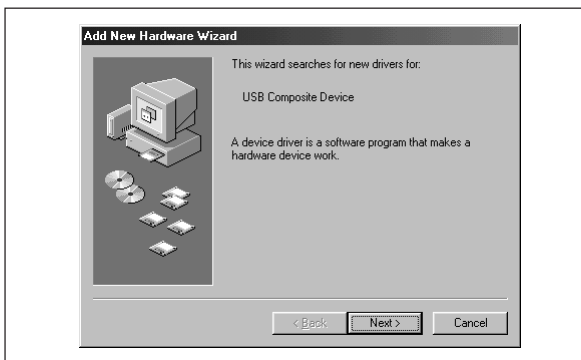 Add New Hardware Wizard
This wizard searches for new drivers for:
USB Composite Device
A device driver is a software program that makes a
hardware device work.
< Back
Next >
Cancel